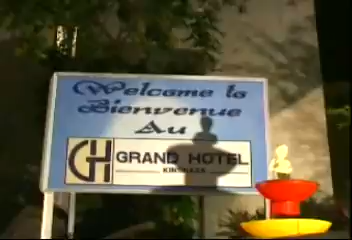 Welcome to
Bienvenue
Au
GH GRAND HOTEL
KINSHASA